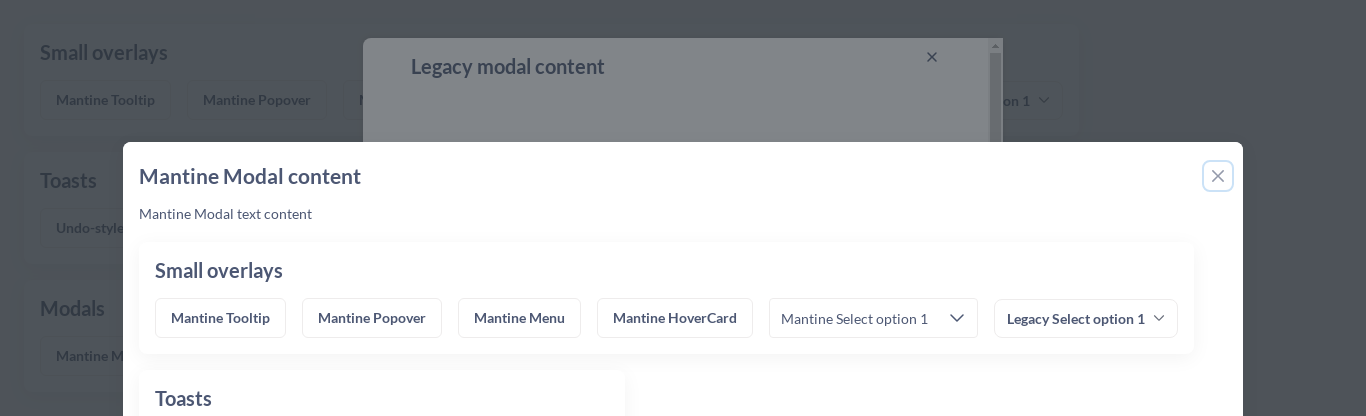 Small overlays
Legacy modal content
Mantine Tooltip
Mantine Popover
on 1
Mantine Modal content
Toasts
Mantine Modal text content
Undo-style
Small overlays
Modals
Mantine Tooltip
Mantine Popover
Mantine Menu
Mantine HoverCard
Mantine Select option 1
Legacy Select option 1
Mantine M
Toasts